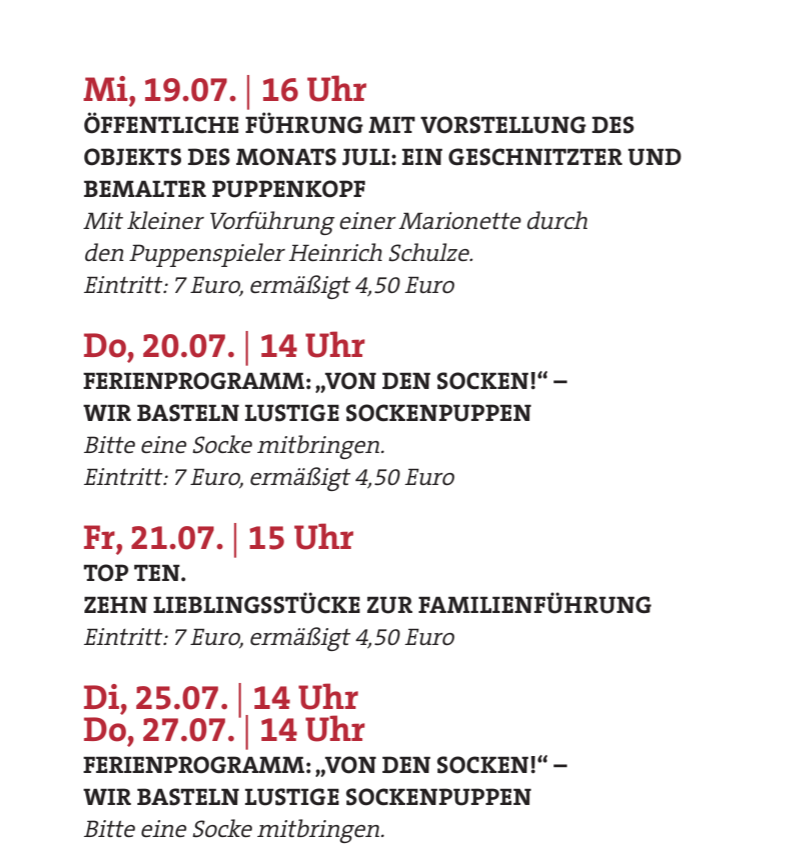 Mi, 19.07. | 16 Uhr
ÖFFENTLICHE FÜHRUNG MIT VORSTELLUNG DES
OBJEKTS DES MONATS JULI: EIN GESCHNITZTER UND
BEMALTER PUPPENKOPF
Mit kleiner Vorführung einer Marionette durch
den Puppenspieler Heinrich Schulze.
Eintritt: 7 Euro, ermäßigt 4,50 Euro
Do, 20.07. | 14 Uhr
FERIENPROGRAMM: „VON DEN SOCKEN!“ –
WIR BASTELN LUSTIGE SOCKENPUPPEN
Bitte eine Socke mitbringen.
Eintritt: 7 Euro, ermäßigt 4,50 Euro
Fr, 21.07. | 15 Uhr
TOP TEN.
ZEHN LIEBLINGSSTÜCKE ZUR FAMILIENFÜHRUNG
Eintritt: 7 Euro, ermäßigt 4,50 Euro
Di, 25.07. | 14 Uhr
Do, 27.07. | 14 Uhr
FERIENPROGRAMM: „VON DEN SOCKEN!“ –
WIR BASTELN LUSTIGE SOCKENPUPPEN
Bitte eine Socke mitbringen.